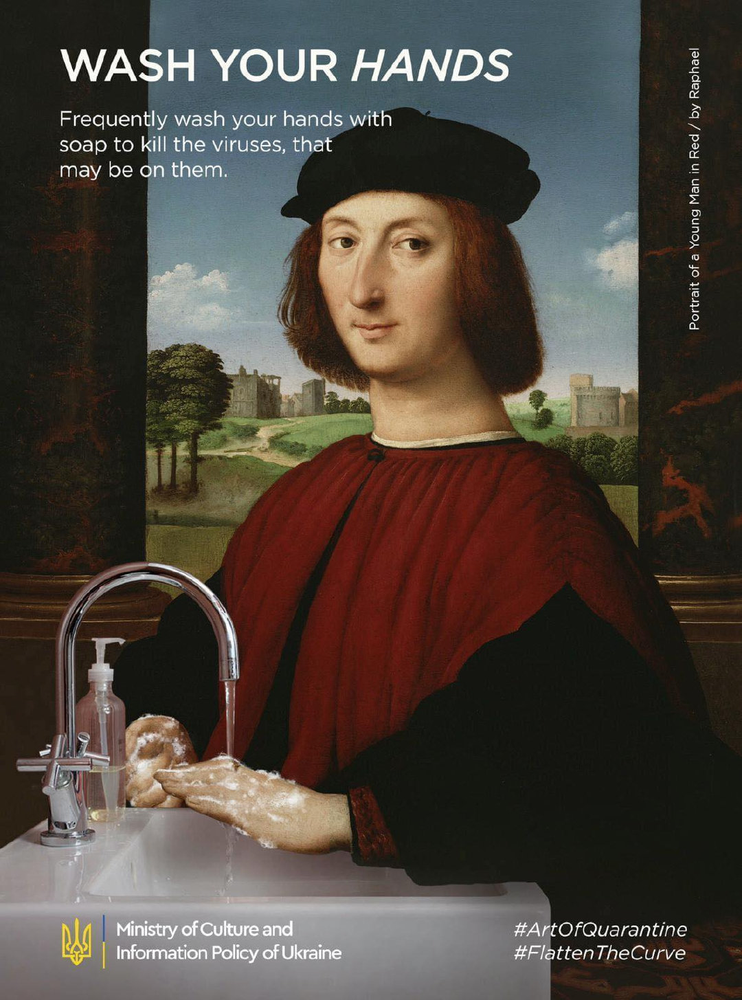 WASH YOUR HANDS
Frequently wash your hands with
soap to kill the viruses, that
may be on them.
Portrait of a Young Man in Red / by Raphael
Ministry of Culture and
Information Policy of Ukraine
#ArtOfQuarantine
#FlattenTheCurve